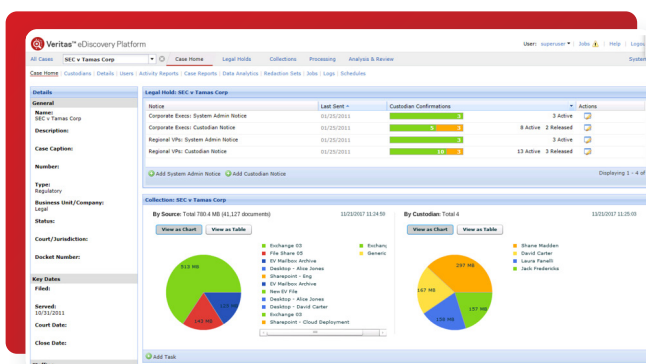 Veritas™ eDiscovery Platform
User: superuser ▾ | Jobs | Help | Logou
All Cases SEC v Tamas Corp Case Home Legal Holds Collections Processing Analysis & Review System
Case Home | Custodians | Details | Users | Activity Reports | Case Reports | Data Analytics | Redaction Sets | Jobs | Logs | Schedules
Details
General
Name:
SEC v Tamas Corp
Description:
Case Caption:
Number:
Type:
Regulatory
Business Unit/Company:
Legal
Status:
Court/Jurisdiction:
Docket Number:
Key Dates
Filed:
Served:
10/31/2011
Court Date:
Close Date:
Legal Hold: SEC v Tamas Corp
Notice Last Sent Custodian Confirmations Actions
Corporate Execs: System Admin Notice 01/25/2011 3 3 Active
Corporate Execs: Custodian Notice 01/25/2011 5 3 8 Active 2 Released
Regional VPs: System Admin Notice 01/25/2011 3 3 Active
Regional VPs: Custodian Notice 01/25/2011 10 3 13 Active 3 Released
Add System Admin Notice Add Custodian Notice Displaying 1 - 4 of
Collection: SEC v Tamas Corp
By Source: Total 780.4 MB (41,127 documents) 11/21/2017 11:24:59
View as Chart View as Table
513 MB
143 MB
Exchange 03
File Share 05
EV Mailbox Archive
Desktop - Alice Jones
Sharepoint - Eng
EV Mailbox Archive
New EV File
Desktop - Alice Jones
Desktop - David Carter
Exchange 03
Sharepoint - Cloud Deployment
Exchang
Generic
By Custodian: Total 4 11/21/2017 11:25:03
View as Chart View as Table
297 MB
167 MB
157 MB
158 MB
Shane Madden
David Carter
Laura Fanelli
Jack Fredericks
Add Task